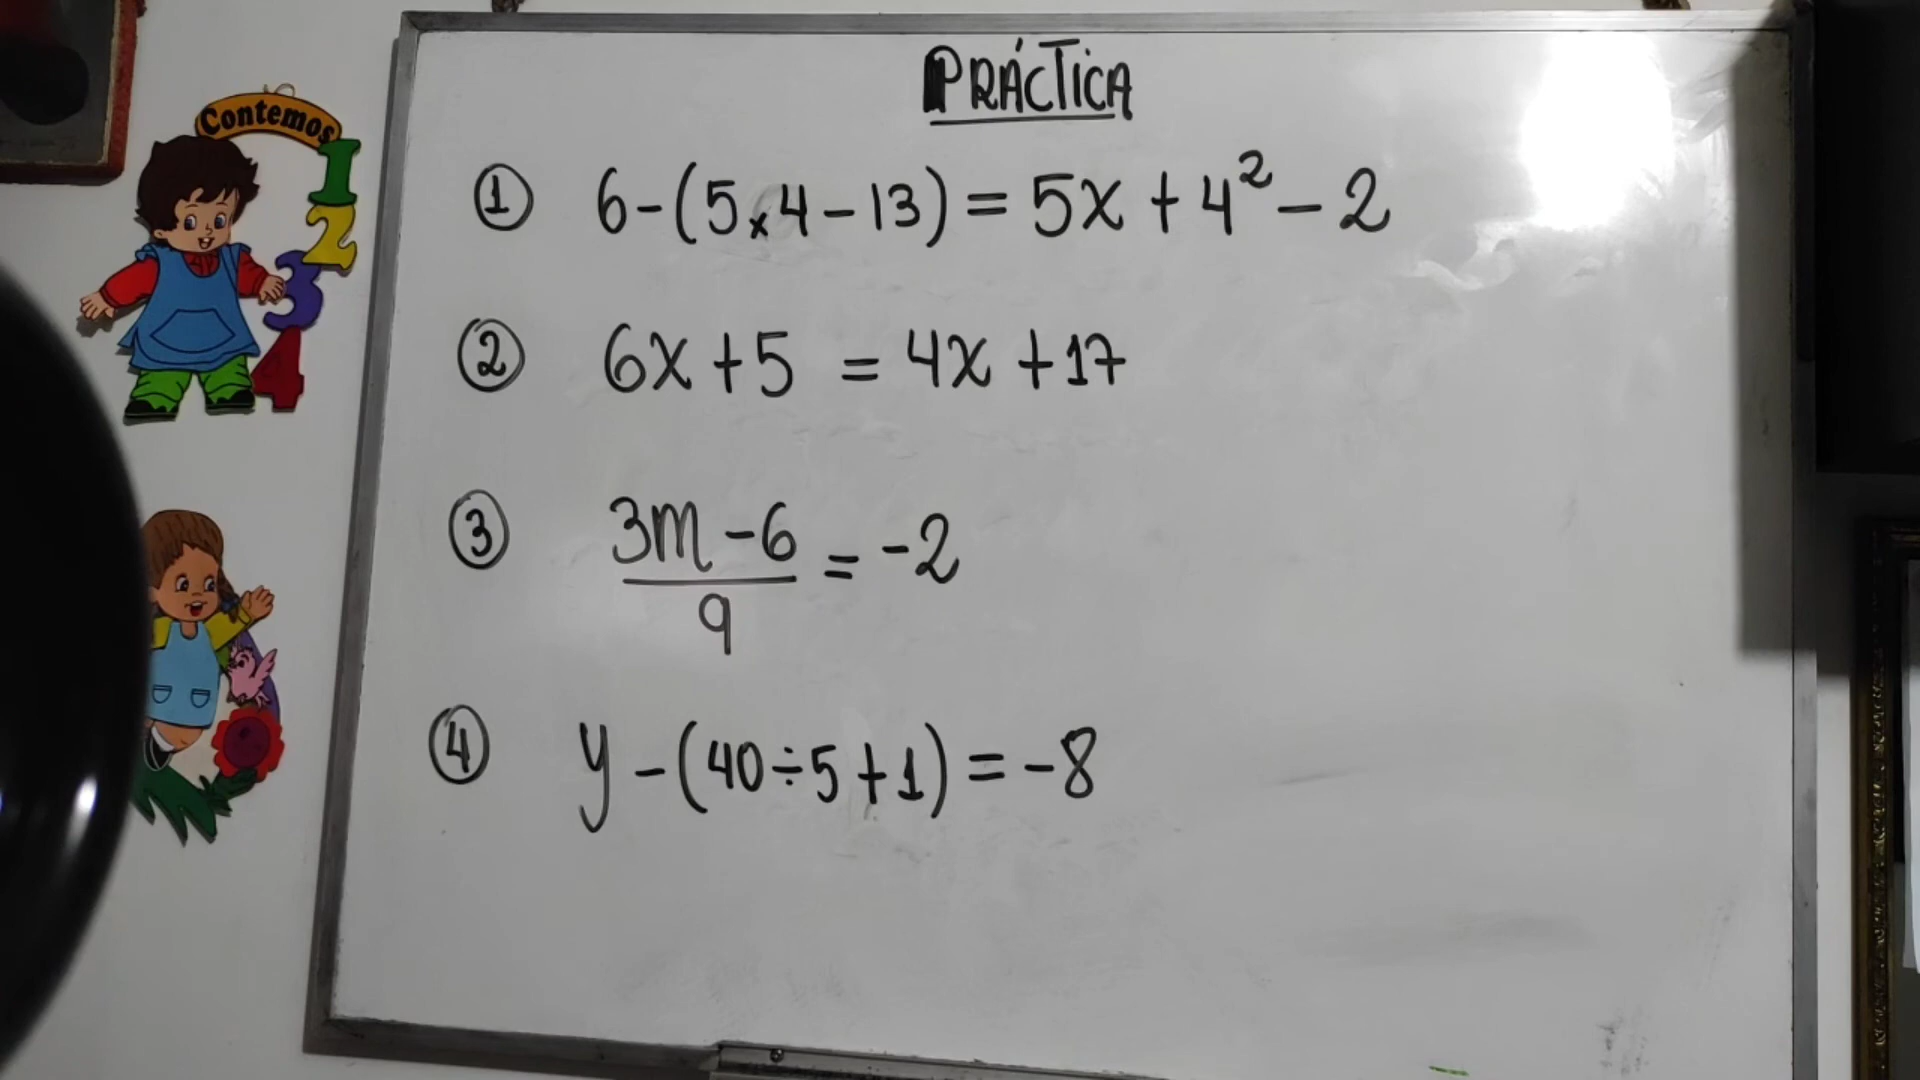 PRÁCTICA
Contemos
1
2
3
4
① 6-(5x4-13)=5x+4²-2
② 6x+5 = 4x+17
③ 3m-6
9
= -2
④ y-(40÷5+1)=-8